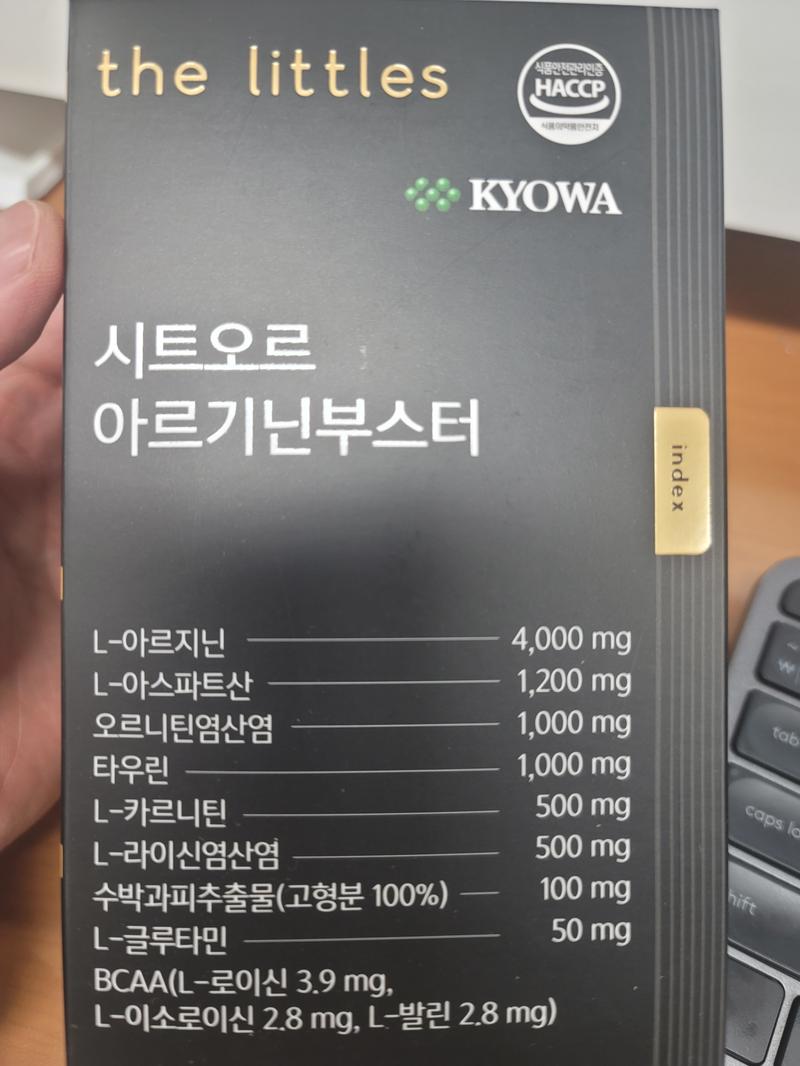 the littles
식품안전관리인증
HACCP
식품의약품안전처
KYOWA
시트오르
아르기닌부스터
index
L-아르지닌 4,000 mg
L-아스파트산 1,200 mg
오르니틴염산염 1,000 mg
타우린 1,000 mg
L-카르니틴 500 mg
L-라이신염산염 500 mg
수박과피추출물(고형분 100%) 100 mg
L-글루타민 50 mg
BCAA(L-로이신 3.9 mg,
L-이소로이신 2.8 mg, L-발린 2.8 mg)
~
₩
tab
caps lo
hift